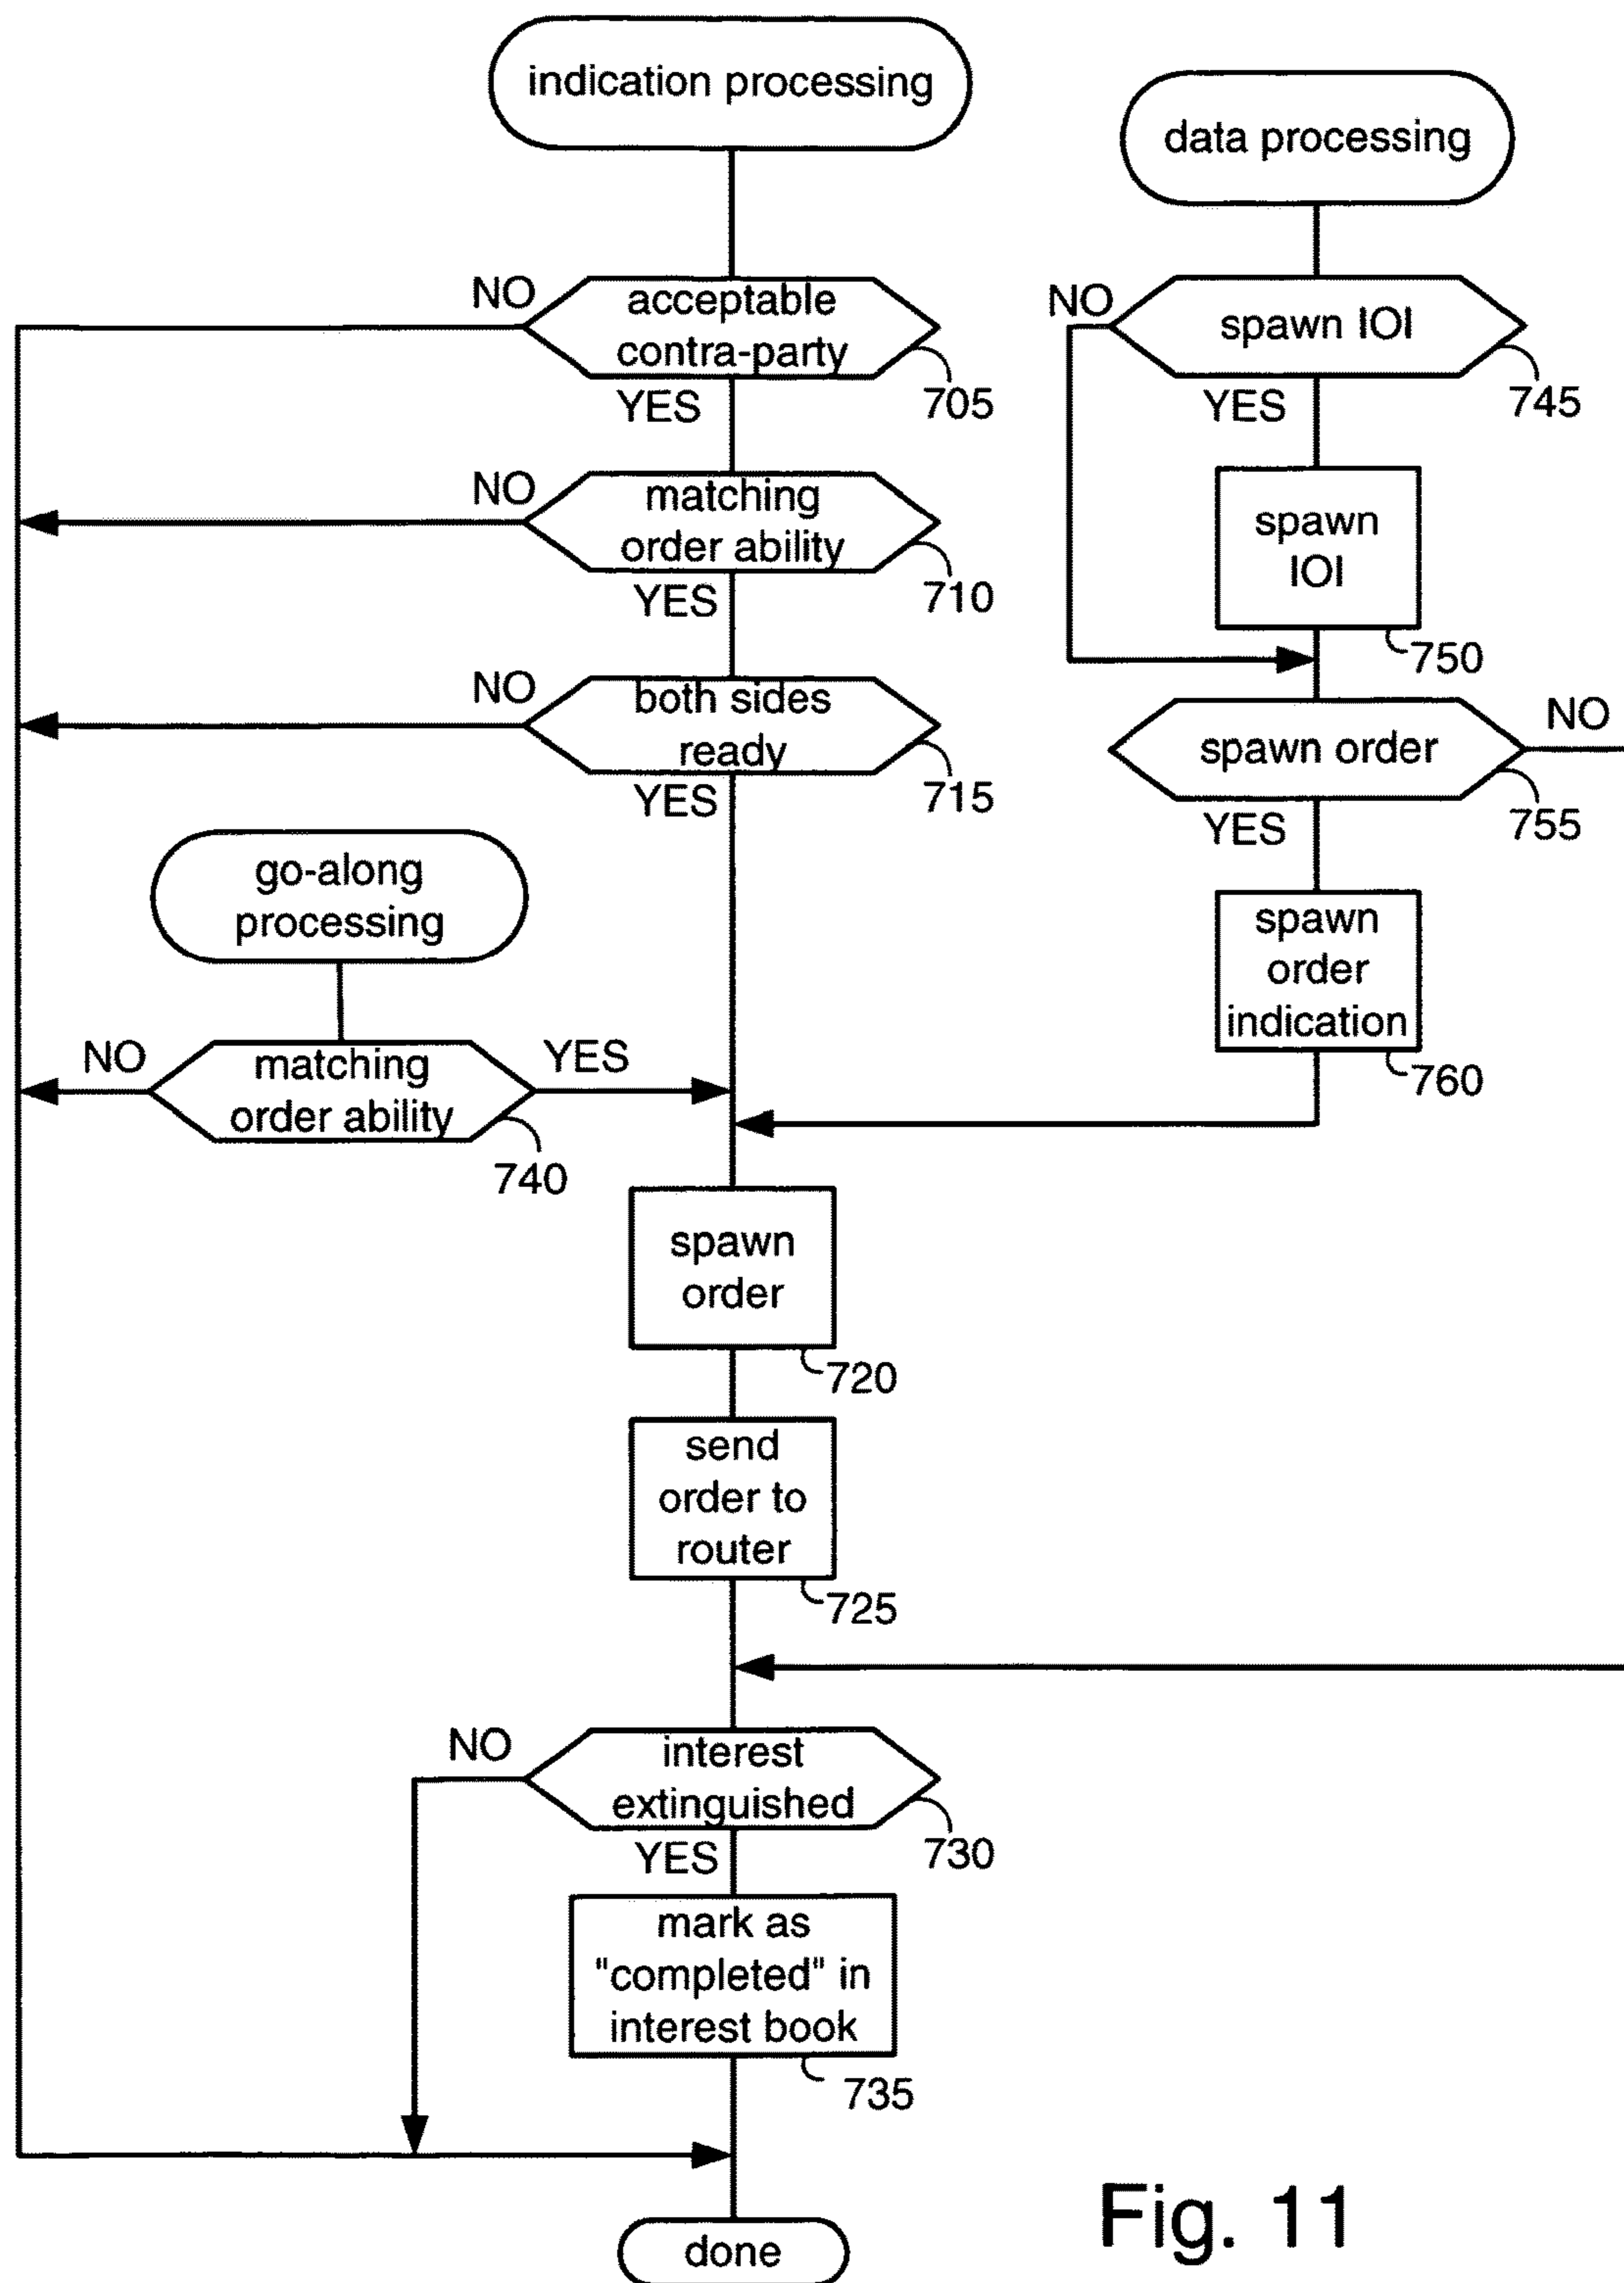 indication processing
data processing
NO
acceptable
contra-party
705
YES
NO
spawn IOI
745
YES
NO
matching
order ability
710
YES
spawn
IOI
750
NO
both sides
ready
715
YES
NO
spawn order
755
YES
go-along
processing
spawn
order
indication
760
NO
matching
order ability
YES
740
spawn
order
720
send
order to
router
725
NO
interest
extinguished
730
YES
mark as
"completed" in
interest book
735
done
Fig. 11